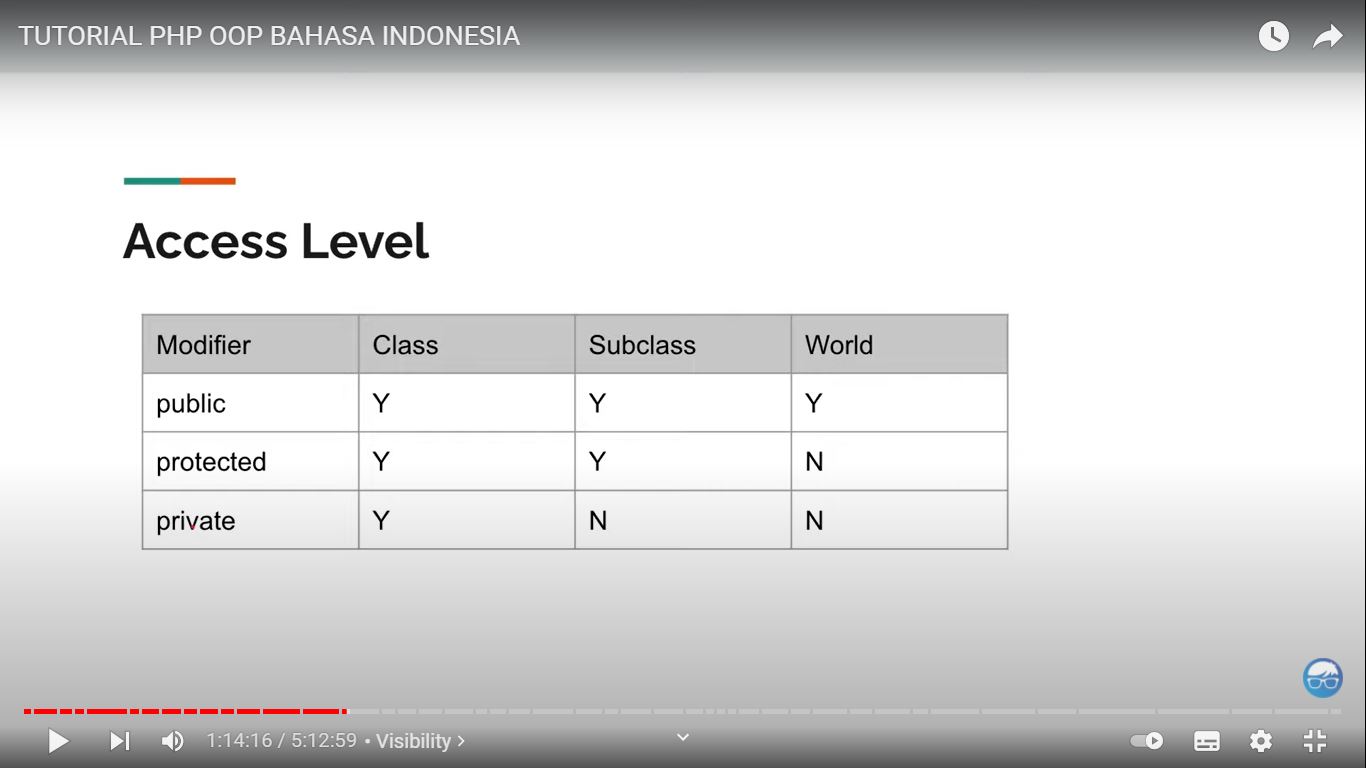 TUTORIAL PHP OOP BAHASA INDONESIA
Access Level
Modifier Class Subclass World
public Y Y Y
protected Y Y N
private Y N N
1:14:16 / 5:12:59 • Visibility >